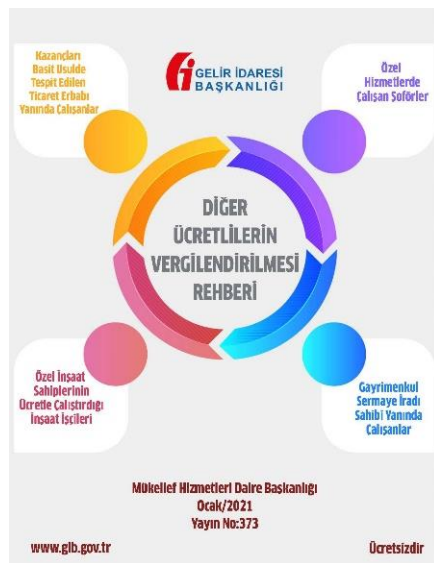 Kazançları
Basit Usulde
Tespit Edilen
Ticaret Erbabı
Yanında Çalışanlar
GELİR İDARESİ
BAŞKANLIĞI
Özel
Hizmetlerde
Çalışan Şoförler
DİĞER
ÜCRETLİLERİN
VERGİLENDİRİLMESİ
REHBERİ
Özel İnşaat
Sahiplerinin
Ücretle Çalıştırdığı
İnşaat İşçileri
Gayrimenkul
Sermaye İradı
Sahibi Yanında
Çalışanlar
Mükellef Hizmetleri Daire Başkanlığı
Ocak/2021
Yayın No:373
www.gib.gov.tr
Ücretsizdir